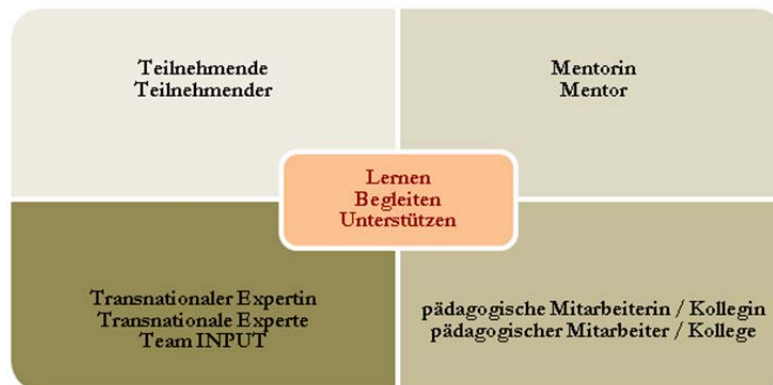 Teilnehmende
Teilnehmender
Mentorin
Mentor
Lernen
Begleiten
Unterstützen
Transnationaler Expertin
Transnationale Experte
Team INPUT
pädagogische Mitarbeiterin / Kollegin
pädagogischer Mitarbeiter / Kollege